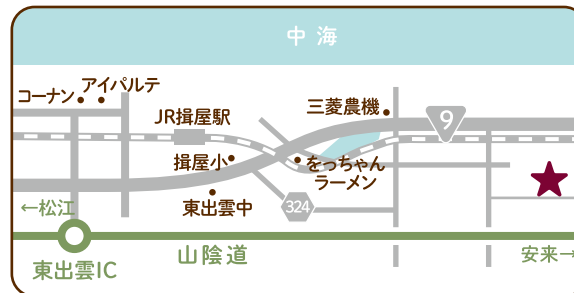 中海
アイパルテ
コーナン
三菱農機
JR揖屋駅
9
揖屋小
をっちゃん
ラーメン
東出雲中
324
←松江
山陰道
安来→
東出雲IC